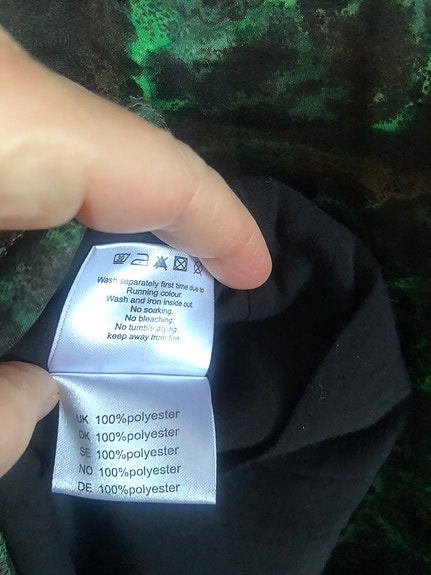 Wash separately first time due to
Running colour.
Wash and iron inside out.
No soaking.
No bleaching.
No tumble drying.
keep away from fire
UK 100%polyester
DK 100%polyester
SE 100%polyester
NO 100%polyester
DE 100%polyester